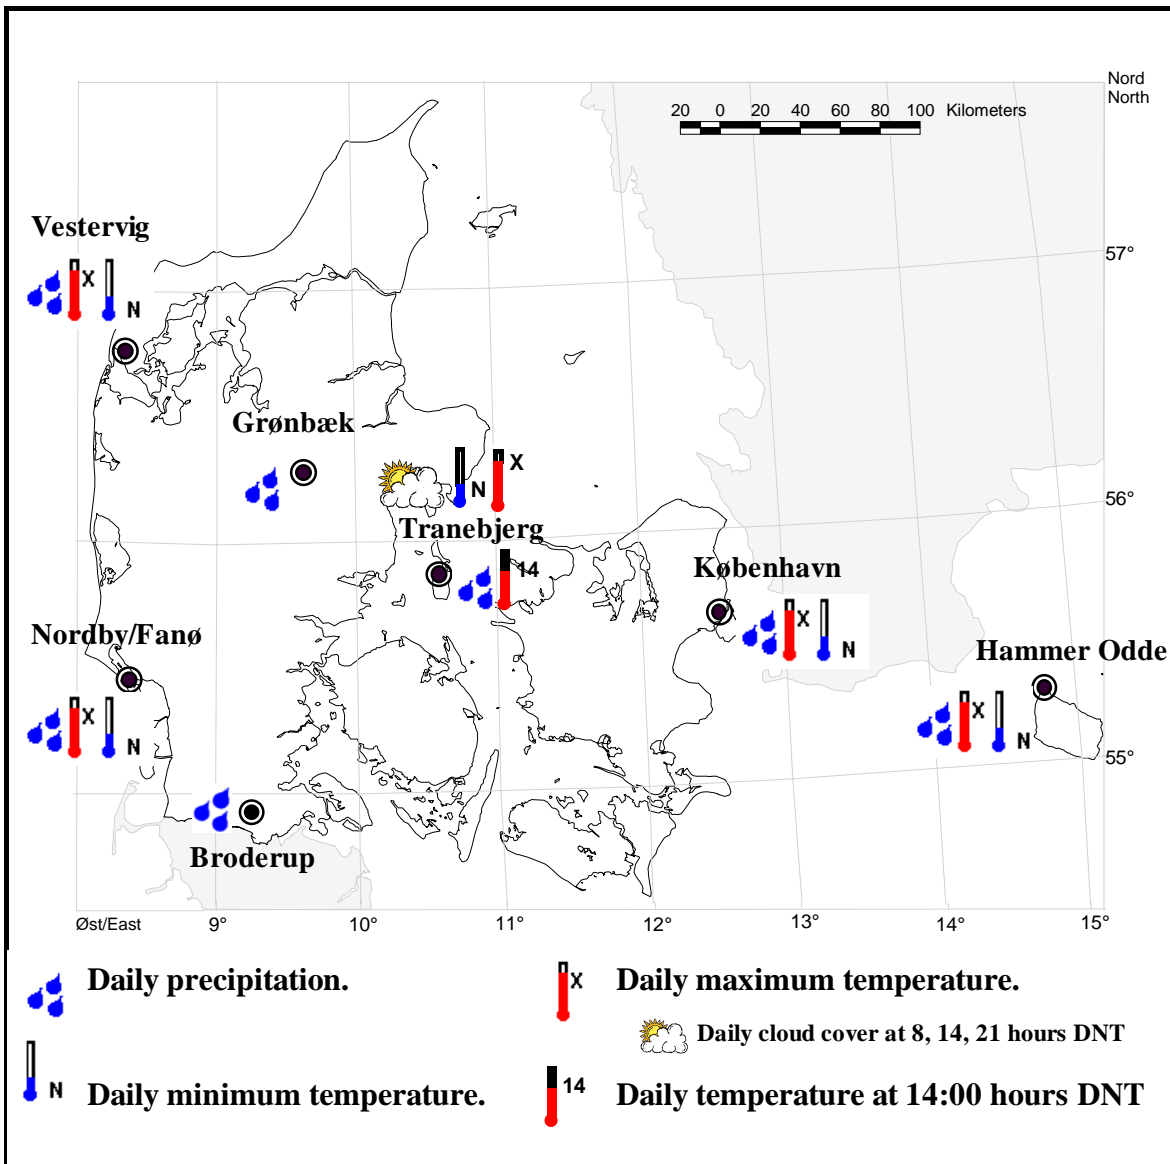 Nord
North
20 0 20 40 60 80 100 Kilometers
Vestervig
57°
X
N
Grønbæk
X
N
56°
Tranebjerg
14
København
X
N
Nordby/Fanø
Hammer Odde
X
N
X
N
55°
Broderup
Øst/East 9° 10° 11° 12° 13° 14° 15°
Daily precipitation.
X Daily maximum temperature.
Daily cloud cover at 8, 14, 21 hours DNT
N Daily minimum temperature.
14 Daily temperature at 14:00 hours DNT